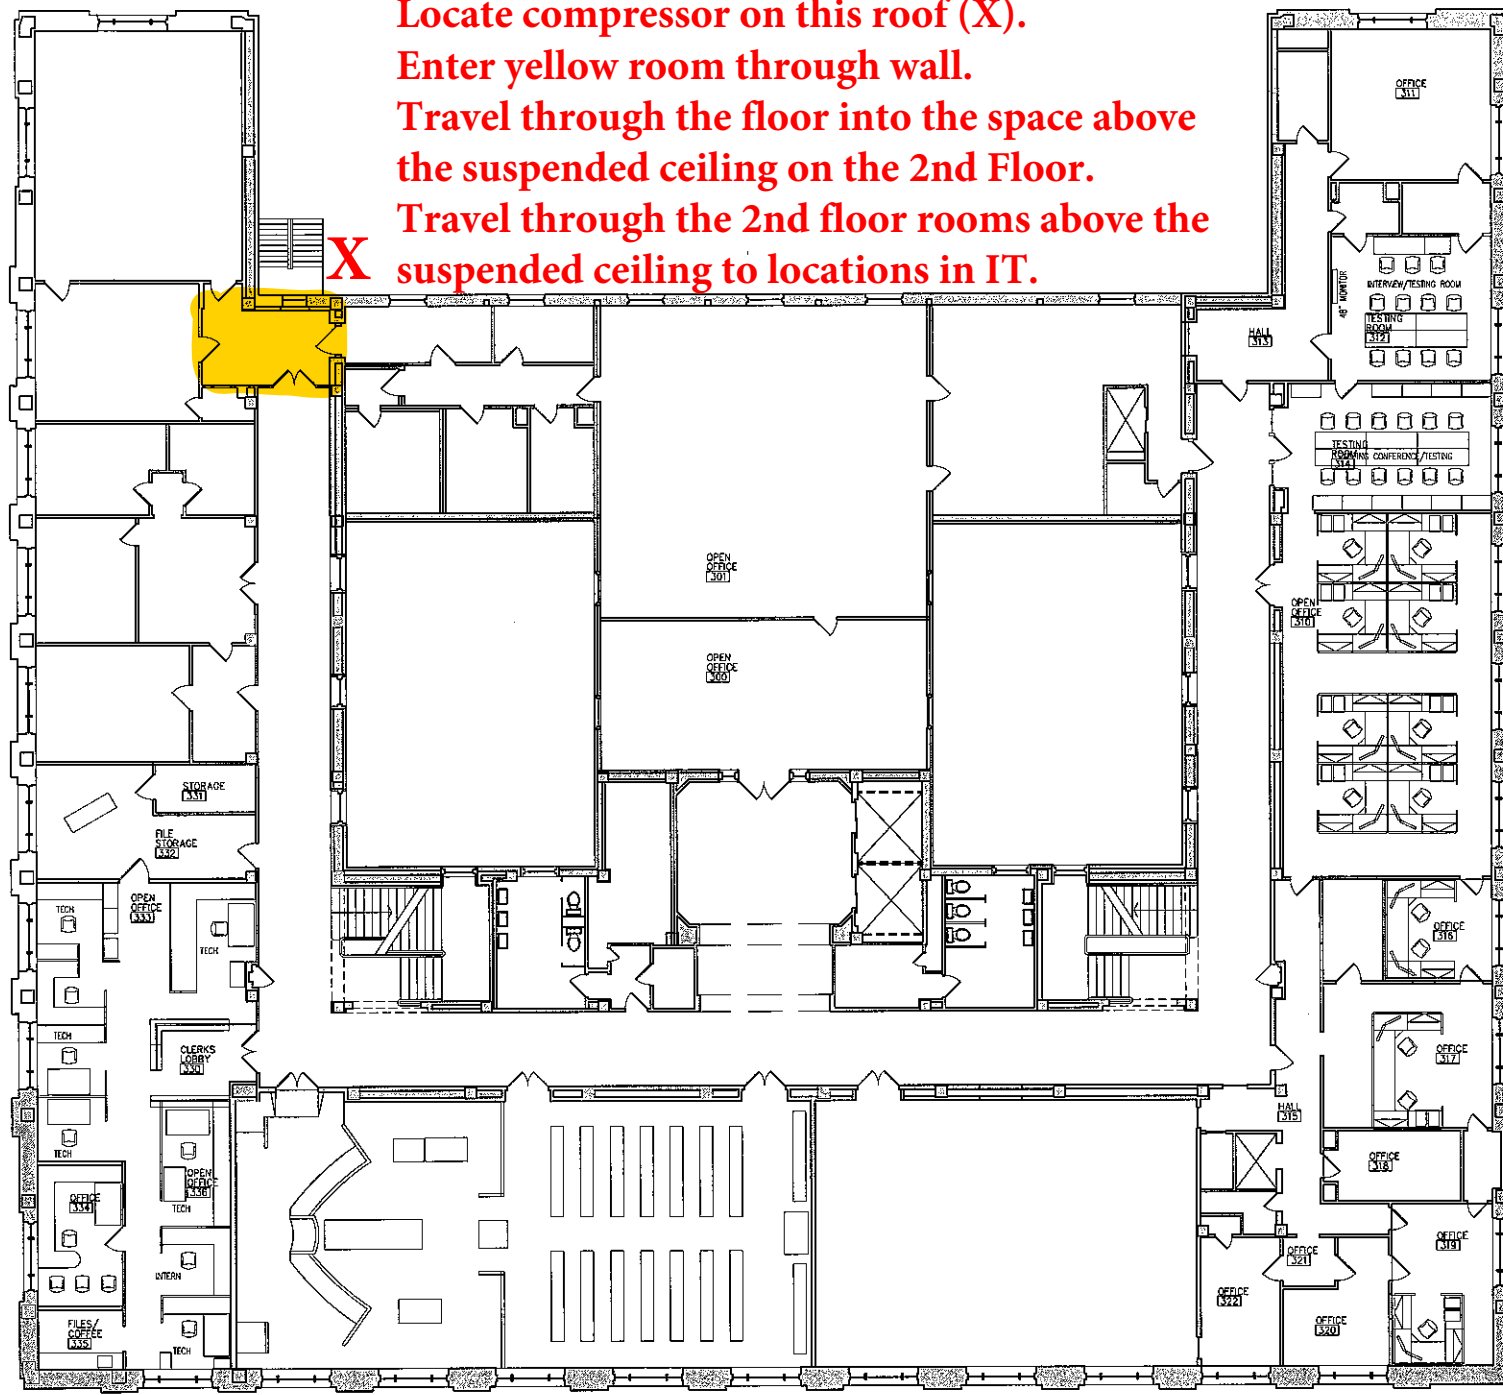 Locate compressor on this roof (X).
Enter yellow room through wall.
Travel through the floor into the space above
the suspended ceiling on the 2nd Floor.
Travel through the 2nd floor rooms above the
suspended ceiling to locations in IT.
X
OFFICE
311
INTERVIEW/TESTING ROOM
48" MONITOR
TESTING
ROOM
312
HALL
313
TESTING
ROOM
314
CONFERENCE/TESTING
OPEN
OFFICE
301
OPEN
OFFICE
310
OPEN
OFFICE
300
STORAGE
331
FILE
STORAGE
332
OPEN
OFFICE
333
TECH
TECH
OFFICE
316
TECH
CLERKS
LOBBY
330
OFFICE
317
HALL
315
TECH
OFFICE
318
OPEN
OFFICE
336
OFFICE
334
TECH
OFFICE
319
OFFICE
321
INTERN
OFFICE
322
OFFICE
320
FILES/
COFFEE
335
TECH